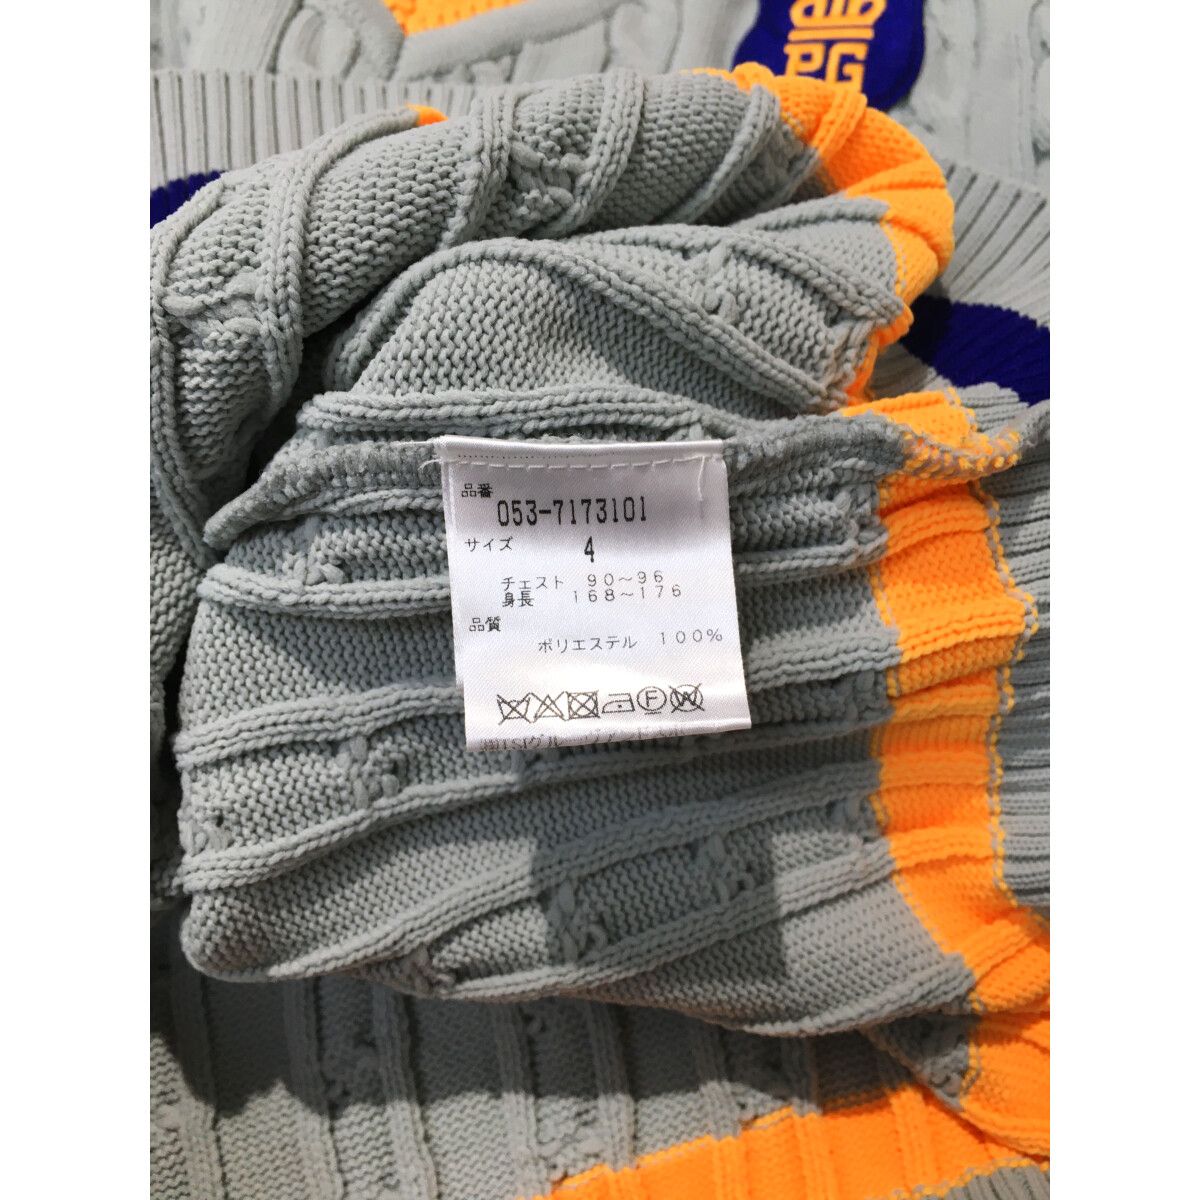 PG
品番
053-7173101
サイズ 4
チェスト 90~96
身長 168~176
品質
ポリエステル 100%
F W